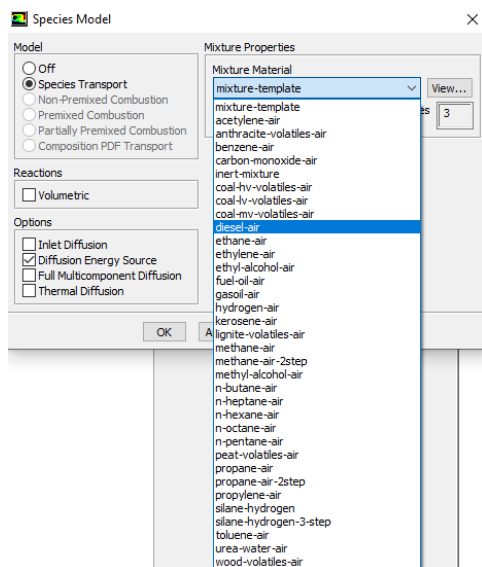 Species Model
Model
Off
Species Transport
Non-Premixed Combustion
Premixed Combustion
Partially Premixed Combustion
Composition PDF Transport
Reactions
Volumetric
Options
Inlet Diffusion
Diffusion Energy Source
Full Multicomponent Diffusion
Thermal Diffusion
Mixture Properties
Mixture Material
mixture-template
View...
es 3
mixture-template
acetylene-air
anthracite-volatiles-air
benzene-air
carbon-monoxide-air
inert-mixture
coal-hv-volatiles-air
coal-lv-volatiles-air
coal-mv-volatiles-air
diesel-air
ethane-air
ethylene-air
ethyl-alcohol-air
fuel-oil-air
gasoil-air
hydrogen-air
kerosene-air
lignite-volatiles-air
methane-air
methane-air-2step
methyl-alcohol-air
n-butane-air
n-heptane-air
n-hexane-air
n-octane-air
n-pentane-air
peat-volatiles-air
propane-air
propane-air-2step
propylene-air
silane-hydrogen
silane-hydrogen-3-step
toluene-air
urea-water-air
wood-volatiles-air
OK